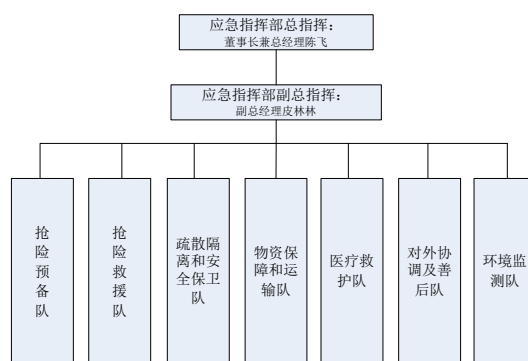 应急指挥部总指挥：
董事长兼总经理陈飞
应急指挥部副总指挥：
副总经理皮林林
抢险预备队
抢险救援队
疏散隔
离和安
全保卫
队
物资保
障和运
输队
医疗救
护队
对外协
调及善
后队
环境监
测队